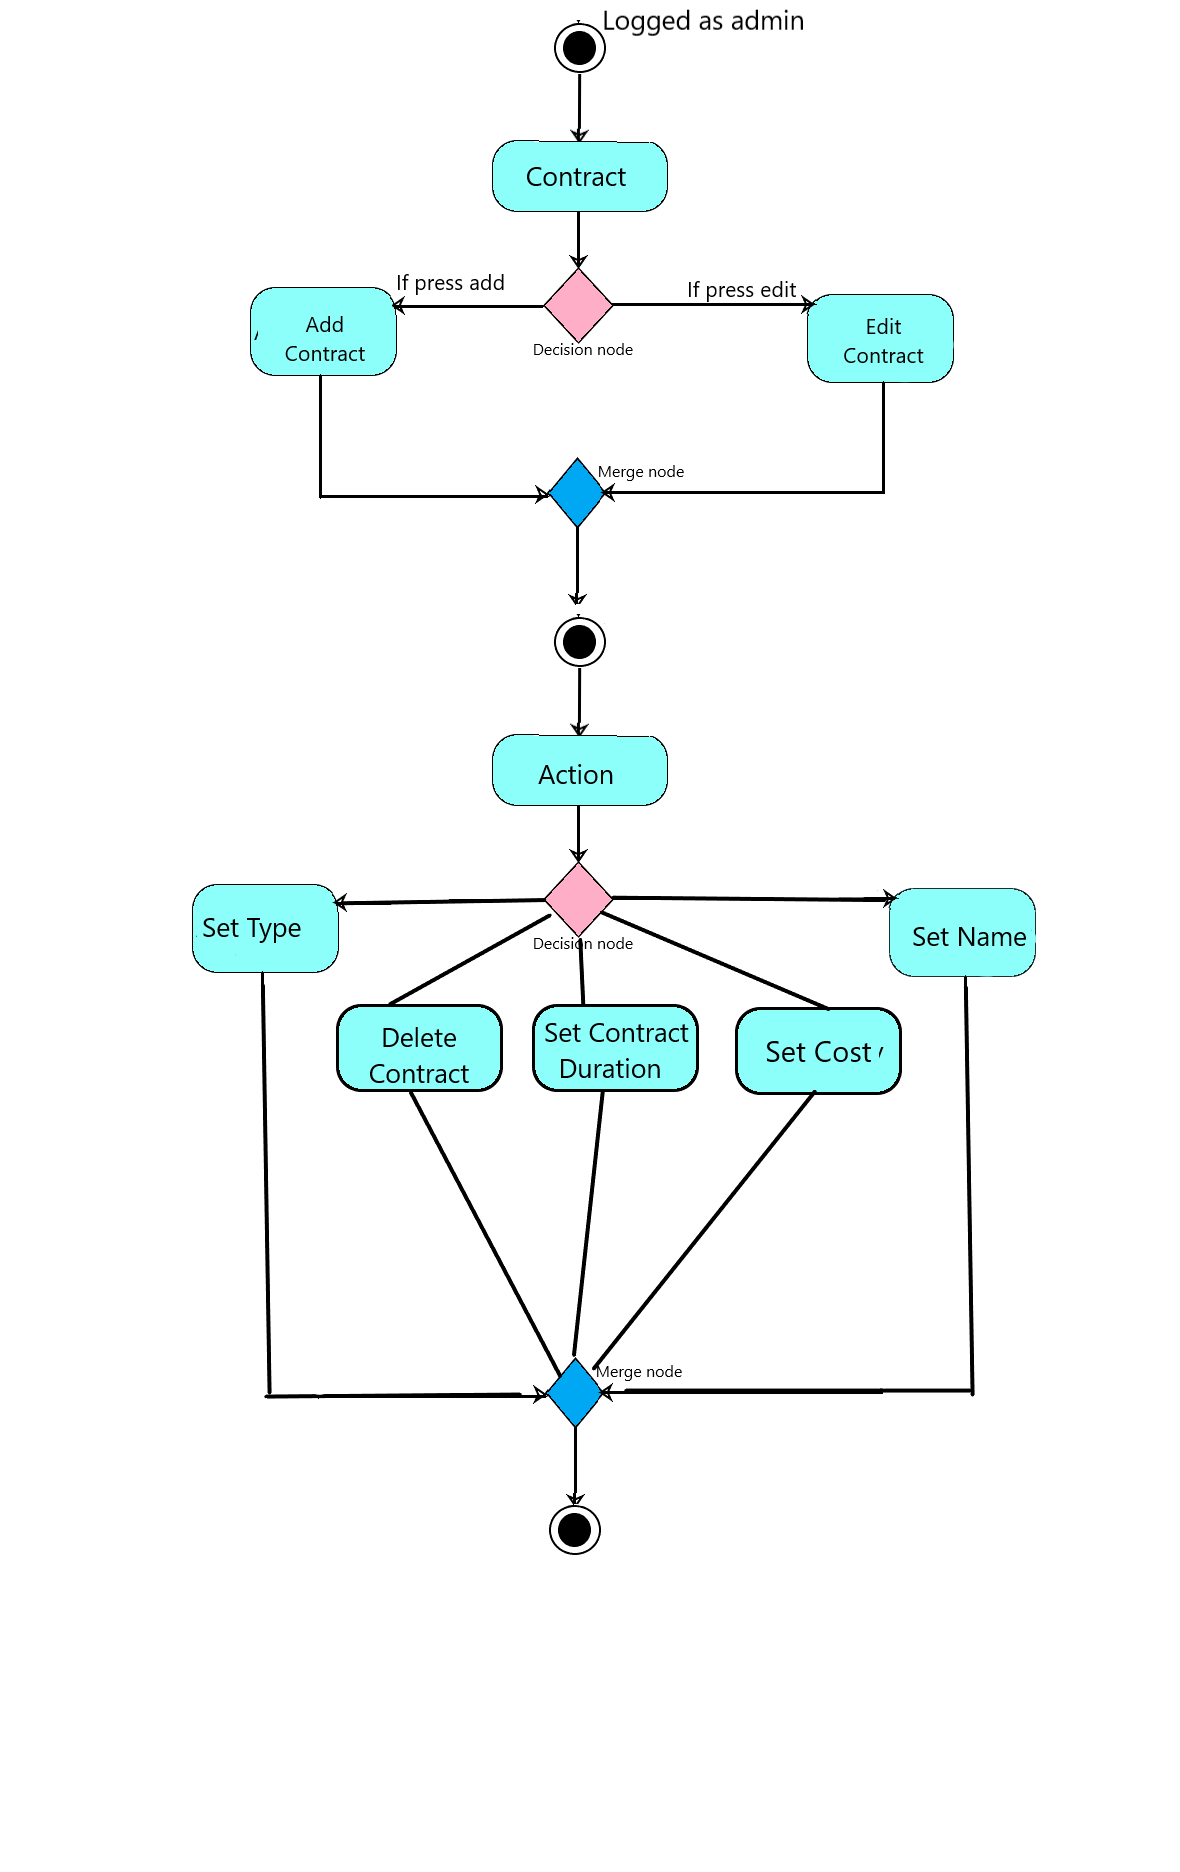 Logged as admin
Contract
If press add
If press edit
Add
Contract
Edit
Contract
Decision node
Merge node
Action
Set Type
Decision node
Set Name
Delete
Contract
Set Contract
Duration
Set Cost
Merge node